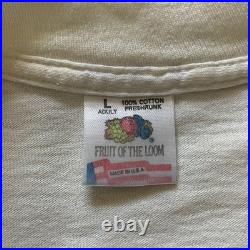 L
ADULT
100% COTTON
PRESHRUNK
FRUIT OF THE LOOM
MADE IN U.S.A.